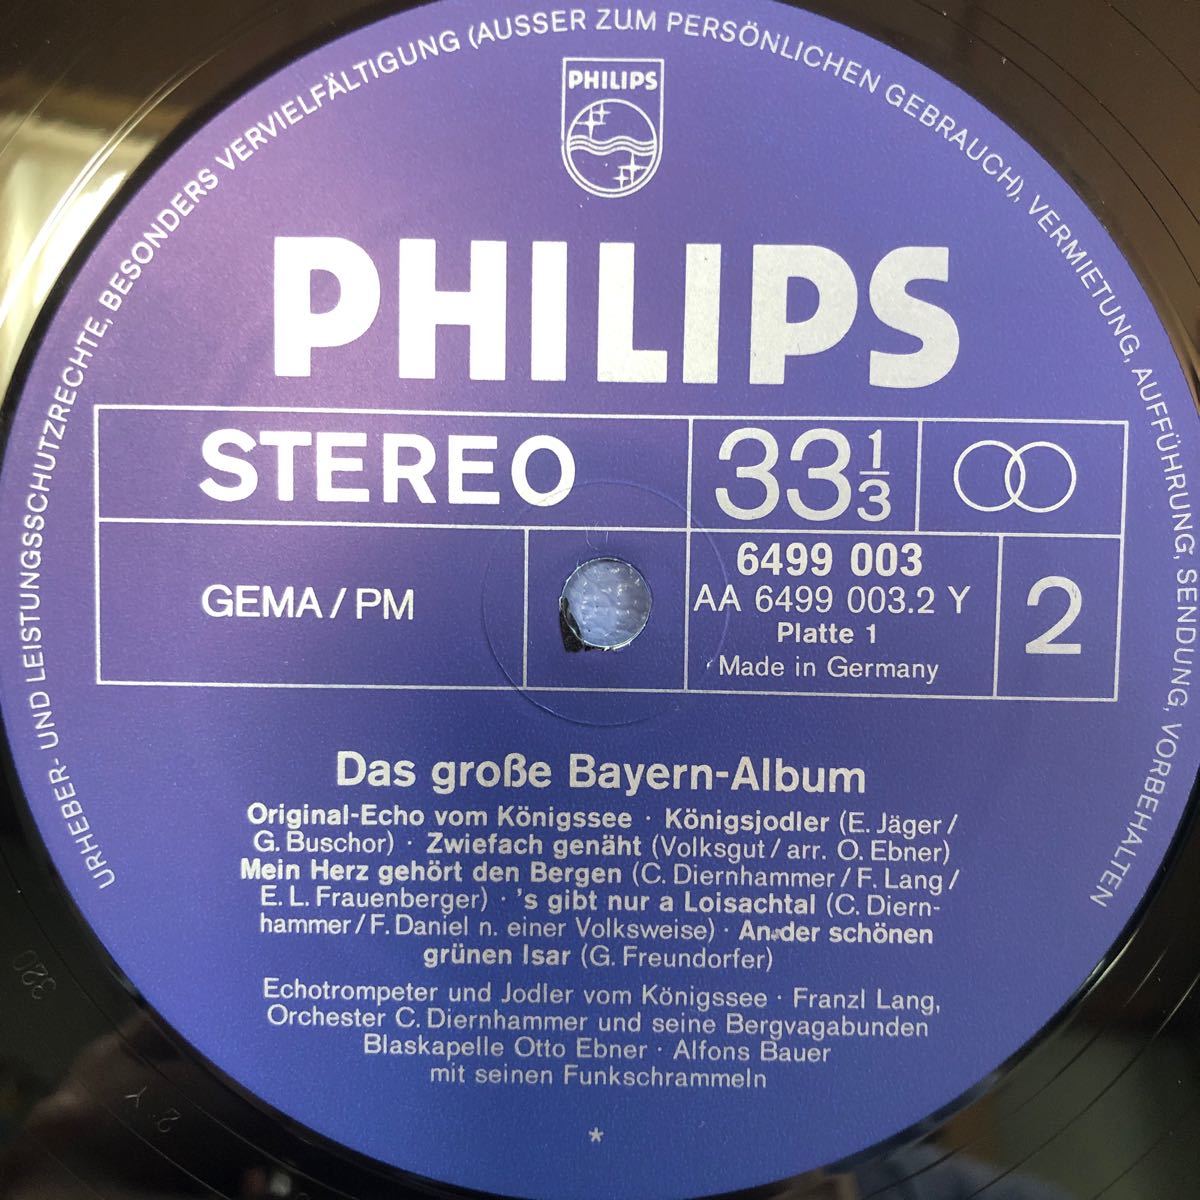 URHEBER- UND LEISTUNGSSCHUTZRECHTE, BESONDERS VERVIELFÄLTIGUNG (AUSSER ZUM PERSÖNLICHEN GEBRAUCH), VERMIETUNG, AUFFÜHRUNG, SENDUNG, VORBEHALTEN
PHILIPS
PHILIPS
STEREO
33 1/3
GEMA/PM
6499 003
AA 6499 003.2 Y
Platte 1
Made in Germany
2
Das große Bayern-Album
Original-Echo vom Königssee · Königsjodler (E. Jäger/
G. Buschor) · Zwiefach genäht (Volksgut/arr. O. Ebner)
Mein Herz gehört den Bergen (C. Diernhammer/F. Lang/
E. L. Frauenberger) · 's gibt nur a Loisachtal (C. Diern-
hammer/F. Daniel n. einer Volksweise) · An der schönen
grünen Isar (G. Freundorfer)
Echotrompeter und Jodler vom Königssee · Franzl Lang,
Orchester C. Diernhammer und seine Bergvagabunden
Blaskapelle Otto Ebner · Alfons Bauer
mit seinen Funkschrammeln
*
320
2 Y